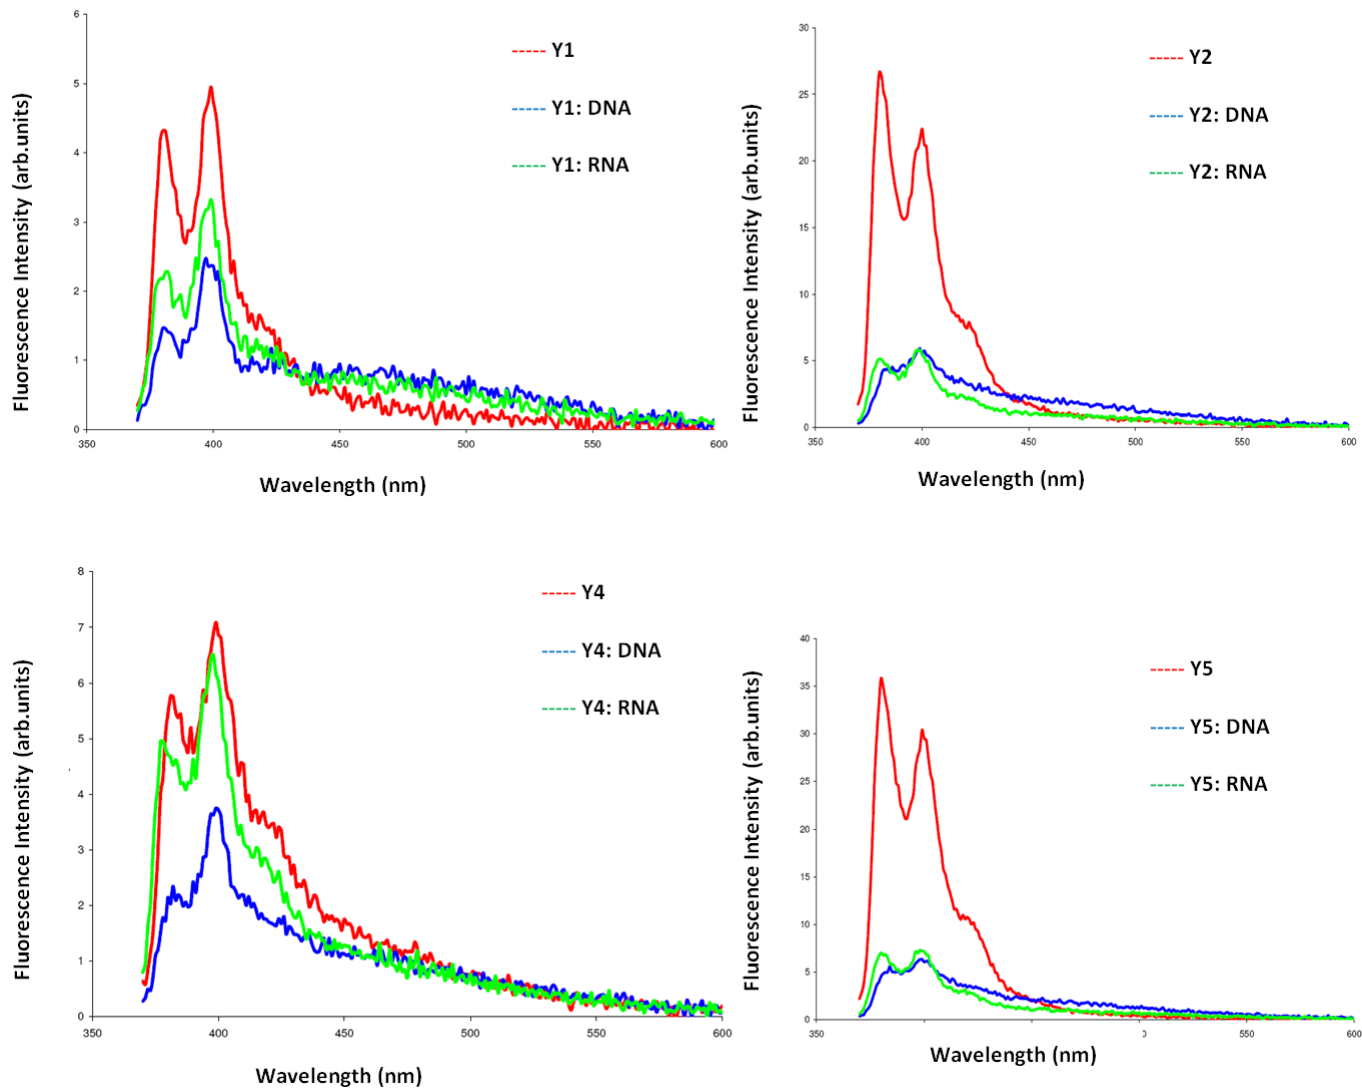 Fluorescence Intensity (arb.units)
6
5
4
3
2
1
0
350
400
450
500
550
600
Wavelength (nm)
Y1
Y1: DNA
Y1: RNA
Fluorescence Intensity (arb.units)
30
25
20
15
10
5
0
350
400
450
500
550
600
Wavelength (nm)
Y2
Y2: DNA
Y2: RNA
Fluorescence Intensity (arb.units)
8
7
6
5
4
3
2
1
0
350
400
450
500
550
600
Wavelength (nm)
Y4
Y4: DNA
Y4: RNA
Fluorescence Intensity (arb.units)
40
35
30
25
20
15
10
5
0
350
550
600
Wavelength (nm)
Y5
Y5: DNA
Y5: RNA